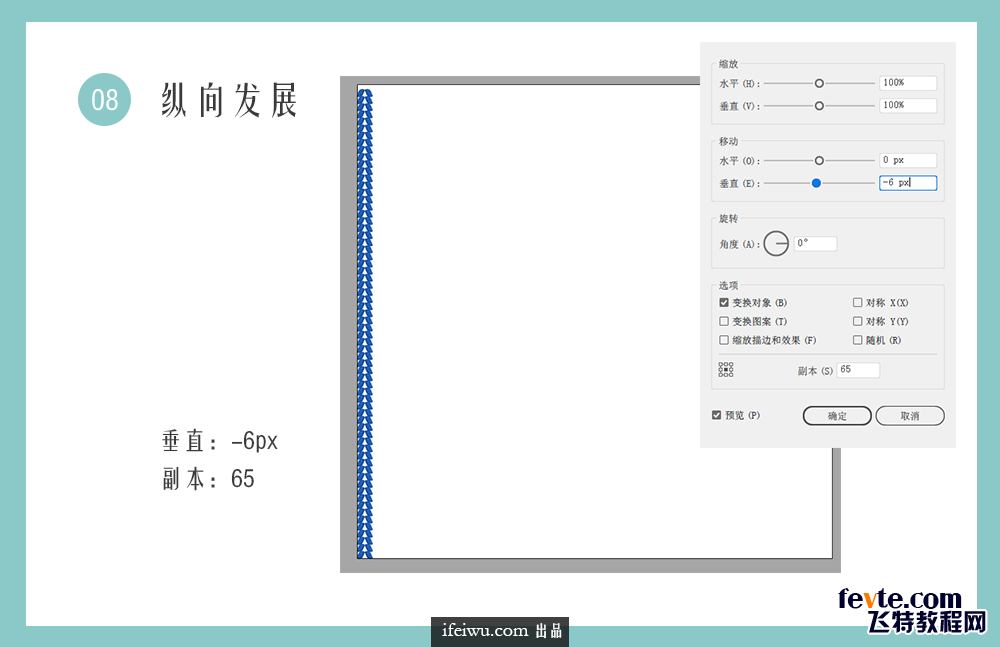 08 纵向发展
垂直：-6px
副本：65
缩放
水平 (H)： 100%
垂直 (V)： 100%
移动
水平 (O)： 0 px
垂直 (E)： -6 px
旋转
角度 (A)： 0°
选项
变换对象 (B) 对称 X(X)
变换图案 (T) 对称 Y(Y)
缩放描边和效果 (F) 随机 (R)
副本 (S) 65
预览 (P) 确定 取消
fevte.com
飞特教程网
ifeiwu.com 出品